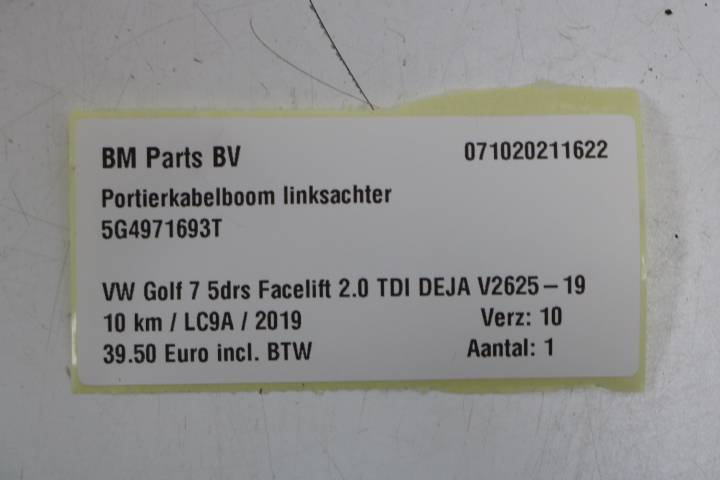 BM Parts BV 071020211622
Portierkabelboom linksachter
5G4971693T
VW Golf 7 5drs Facelift 2.0 TDI DEJA V2625-19
10 km / LC9A / 2019 Verz: 10
39.50 Euro incl. BTW Aantal: 1